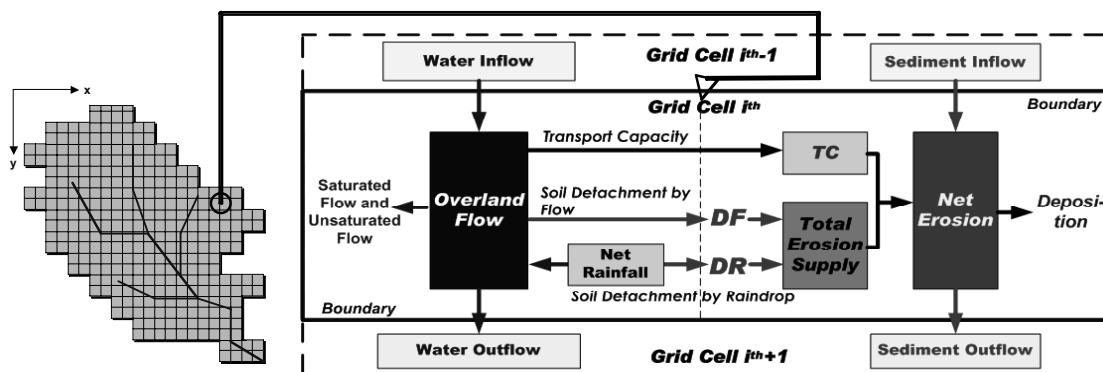 x
y
Water Inflow
Grid Cell iᵗʰ-1
Sediment Inflow
Grid Cell iᵗʰ
Boundary
Transport Capacity
TC
Saturated
Flow and
Unsaturated
Flow
Overland
Flow
Soil Detachment by
Flow
DF
Total
Erosion
Supply
Net
Erosion
Deposi-
tion
Net
Rainfall
DR
Soil Detachment by Raindrop
Boundary
Water Outflow
Grid Cell iᵗʰ+1
Sediment Outflow